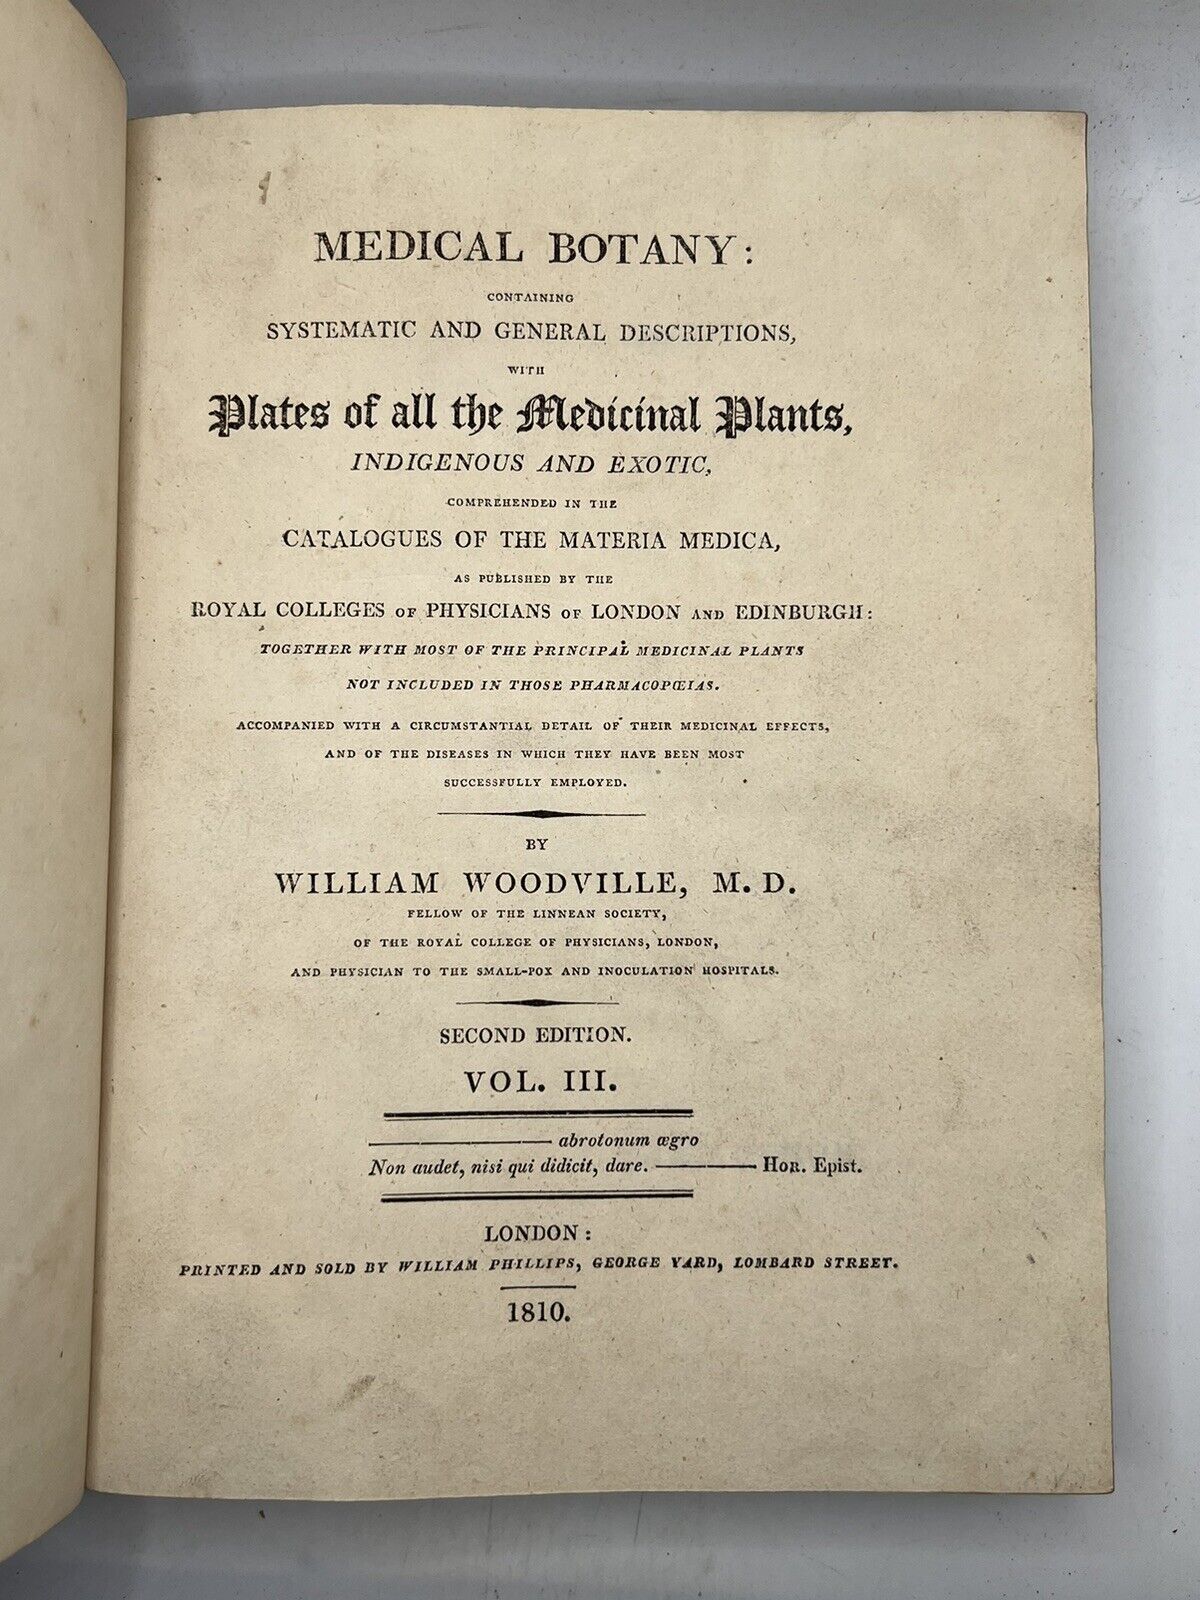 MEDICAL BOTANY:
CONTAINING
SYSTEMATIC AND GENERAL DESCRIPTIONS,
WITH
Plates of all the Medicinal Plants,
INDIGENOUS AND EXOTIC,
COMPREHENDED IN THE
CATALOGUES OF THE MATERIA MEDICA,
AS PUBLISHED BY THE
ROYAL COLLEGES OF PHYSICIANS OF LONDON AND EDINBURGH:
TOGETHER WITH MOST OF THE PRINCIPAL MEDICINAL PLANTS
NOT INCLUDED IN THOSE PHARMACOPŒIAS.
ACCOMPANIED WITH A CIRCUMSTANTIAL DETAIL OF THEIR MEDICINAL EFFECTS,
AND OF THE DISEASES IN WHICH THEY HAVE BEEN MOST
SUCCESSFULLY EMPLOYED.
BY
WILLIAM WOODVILLE, M. D.
FELLOW OF THE LINNEAN SOCIETY,
OF THE ROYAL COLLEGE OF PHYSICIANS, LONDON,
AND PHYSICIAN TO THE SMALL-POX AND INOCULATION HOSPITALS.
SECOND EDITION.
VOL. III.
——— abrotonum ægro
Non audet, nisi qui didicit, dare. ——— HOR. Epist.
LONDON:
PRINTED AND SOLD BY WILLIAM PHILLIPS, GEORGE YARD, LOMBARD STREET.
1810.